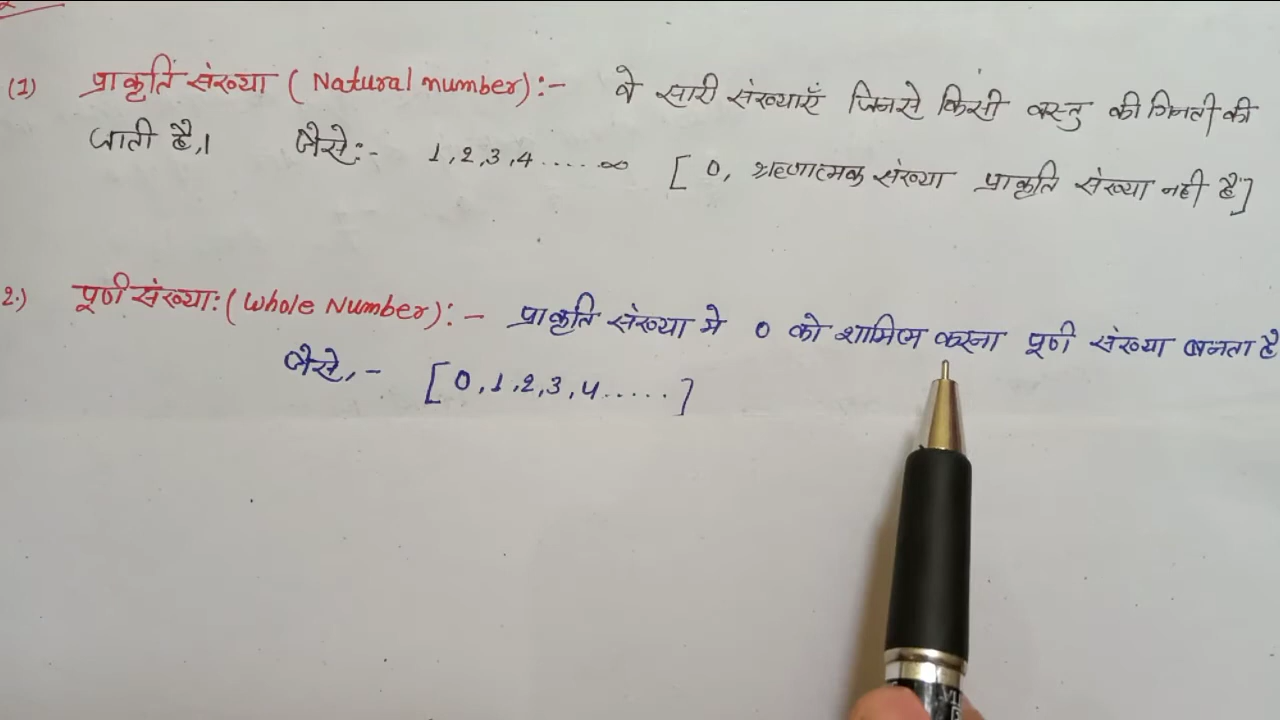 (1) प्राकृतिं संख्या ( Natural number) :- वे सारी संख्याएँ जिनसे किसी वस्तु की गिनती की
जाती है,। जैसे:- 1,2,3,4.....∞ [ 0, ऋणात्मक संख्या प्राकृति संख्या नही है]
2.) पूर्ण संख्या: ( Whole Number) :- प्राकृति संख्या मे 0 को शामिल करना पूर्ण संख्या बनता है
जैसे,- [0,1,2,3,4.....]